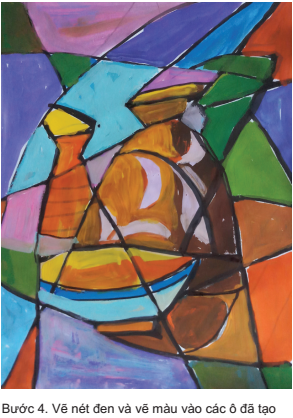 Bước 4. Vẽ nét đen và vẽ màu vào các ô đã tạo